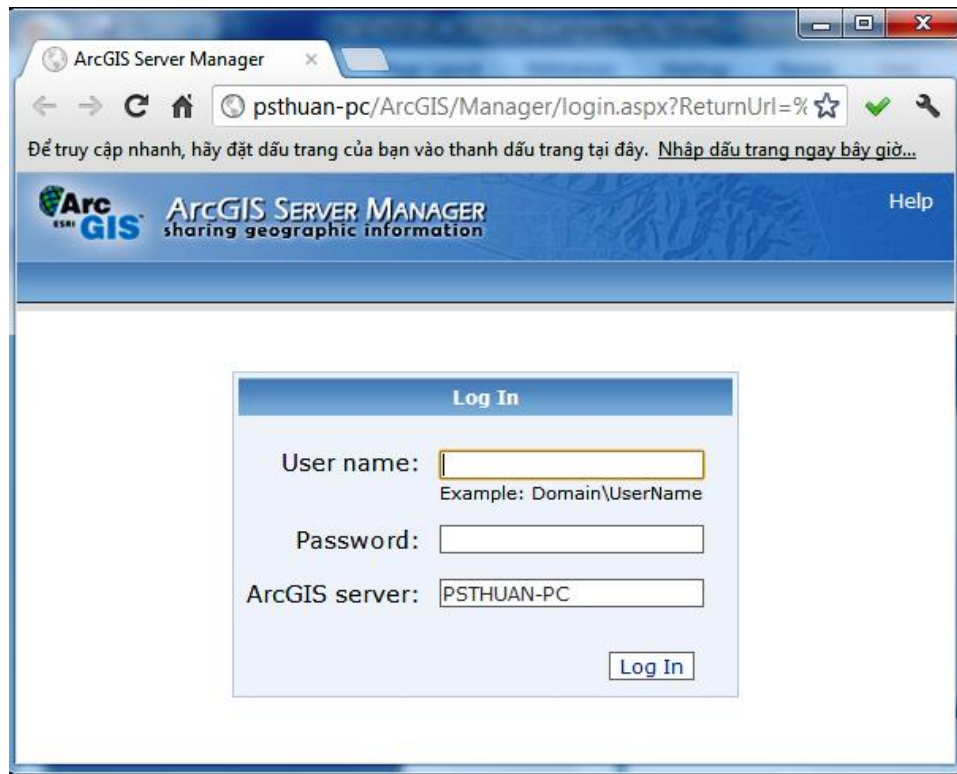 ArcGIS Server Manager
psthuan-pc/ArcGIS/Manager/login.aspx?ReturnUrl=%
Để truy cập nhanh, hãy đặt dấu trang của bạn vào thanh dấu trang tại đây. Nhập dấu trang ngay bây giờ...
Arc
ESRI GIS
ArcGIS SERVER MANAGER
sharing geographic information
Help
Log In
User name:
Example: Domain\UserName
Password:
ArcGIS server: PSTHUAN-PC
Log In